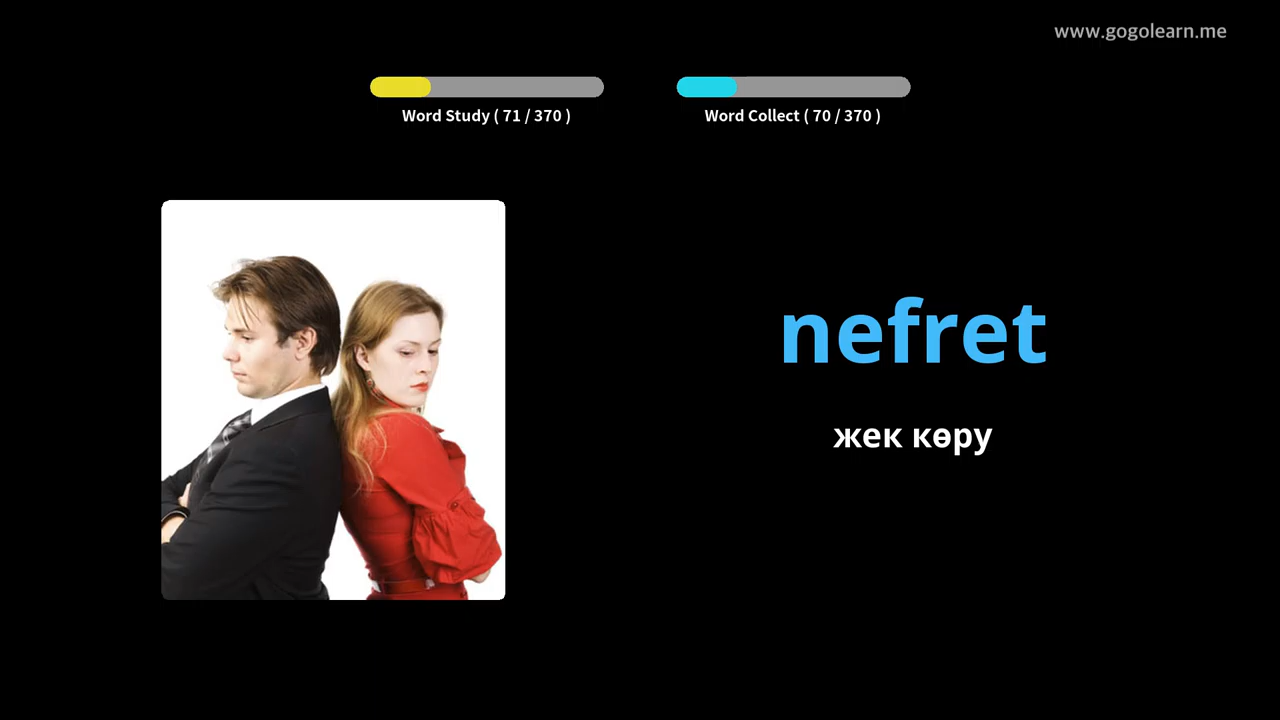 www.gogolearn.me
Word Study ( 71 / 370 )
Word Collect ( 70 / 370 )
nefret
жек көру